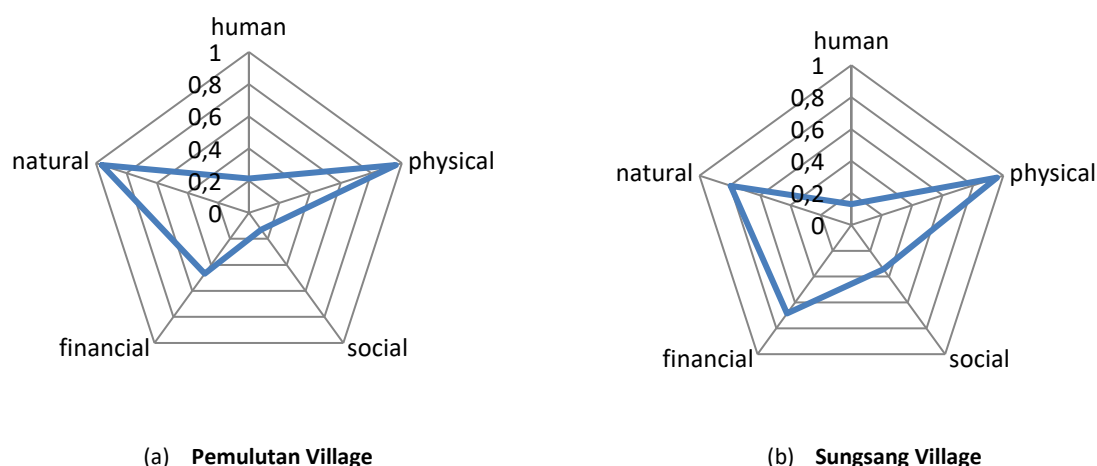 human
1
0,8
0,6
0,4
0,2
0
natural
physical
financial
social
(a) Pemulutan Village
human
1
0,8
0,6
0,4
0,2
0
natural
physical
financial
social
(b) Sungsang Village